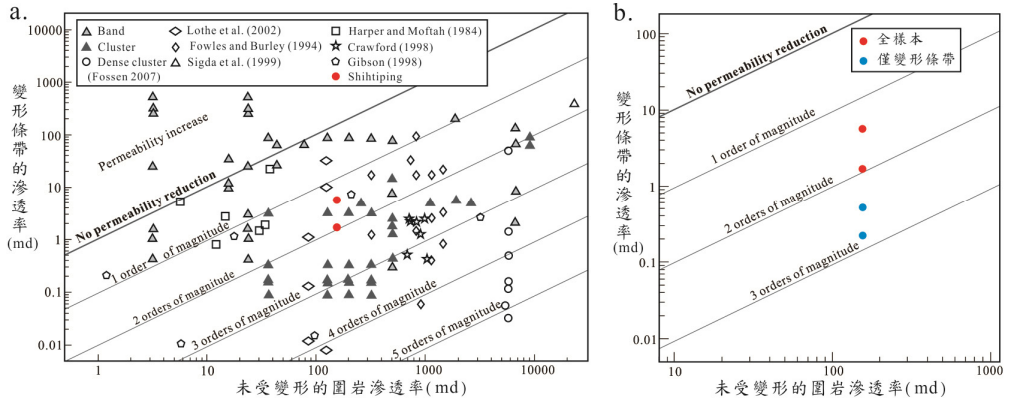 a.
Band
Cluster
Dense cluster
(Fossen 2007)
Lothe et al. (2002)
Fowles and Burley (1994)
Sigda et al. (1999)
Harper and Moftah (1984)
Crawford (1998)
Gibson (1998)
Shihtiping
變形條帶的滲透率(md)
10000
1000
100
10
1
0.1
0.01
Permeability increase
No permeability reduction
1 order of magnitude
2 orders of magnitude
3 orders of magnitude
4 orders of magnitude
5 orders of magnitude
1 10 100 1000 10000
未受變形的圍岩滲透率(md)
b.
全樣本
僅變形條帶
變形條帶的滲透率(md)
100
10
1
0.1
0.01
No permeability reduction
1 order of magnitude
2 orders of magnitude
3 orders of magnitude
10 100 1000
未受變形的圍岩滲透率(md)